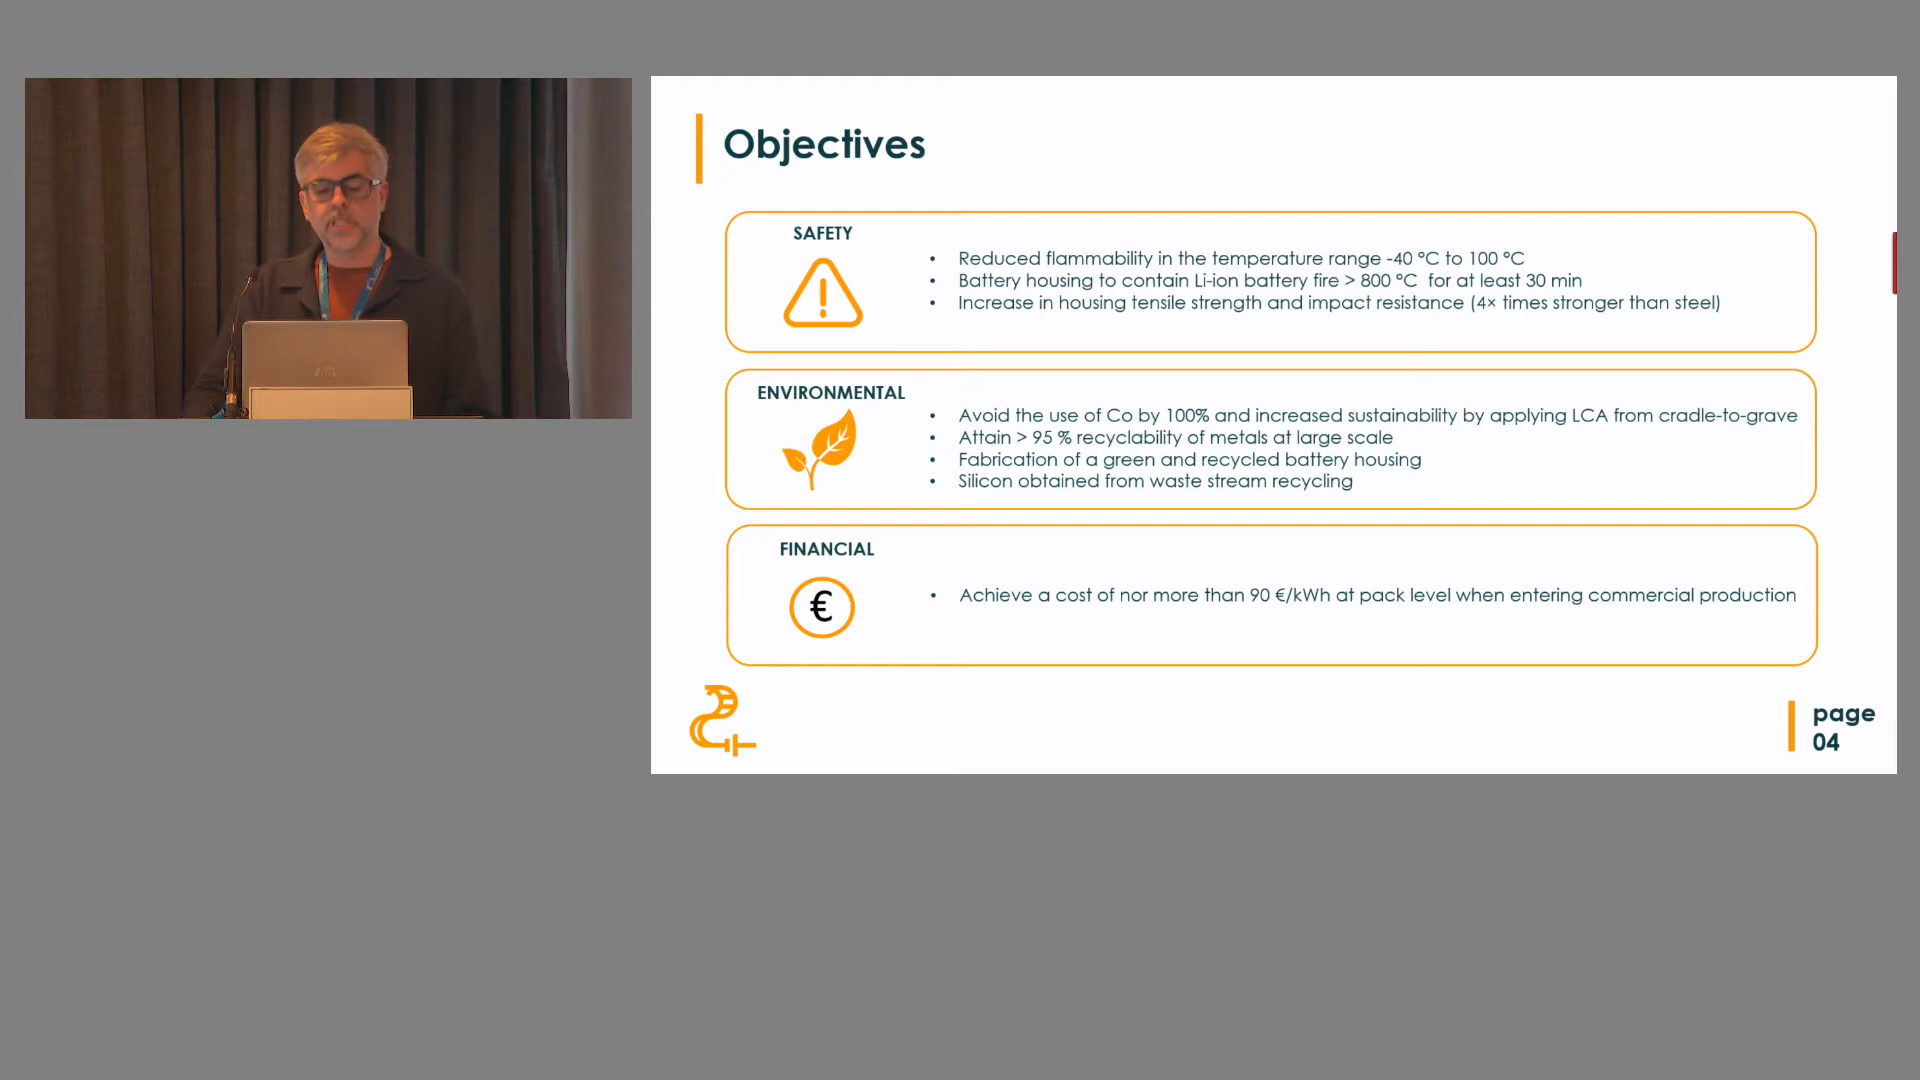 Objectives
SAFETY
• Reduced flammability in the temperature range -40 °C to 100 °C
• Battery housing to contain Li-ion battery fire > 800 °C for at least 30 min
• Increase in housing tensile strength and impact resistance (4× times stronger than steel)
ENVIRONMENTAL
• Avoid the use of Co by 100% and increased sustainability by applying LCA from cradle-to-grave
• Attain > 95 % recyclability of metals at large scale
• Fabrication of a green and recycled battery housing
• Silicon obtained from waste stream recycling
FINANCIAL
€
• Achieve a cost of nor more than 90 €/kWh at pack level when entering commercial production
page
04